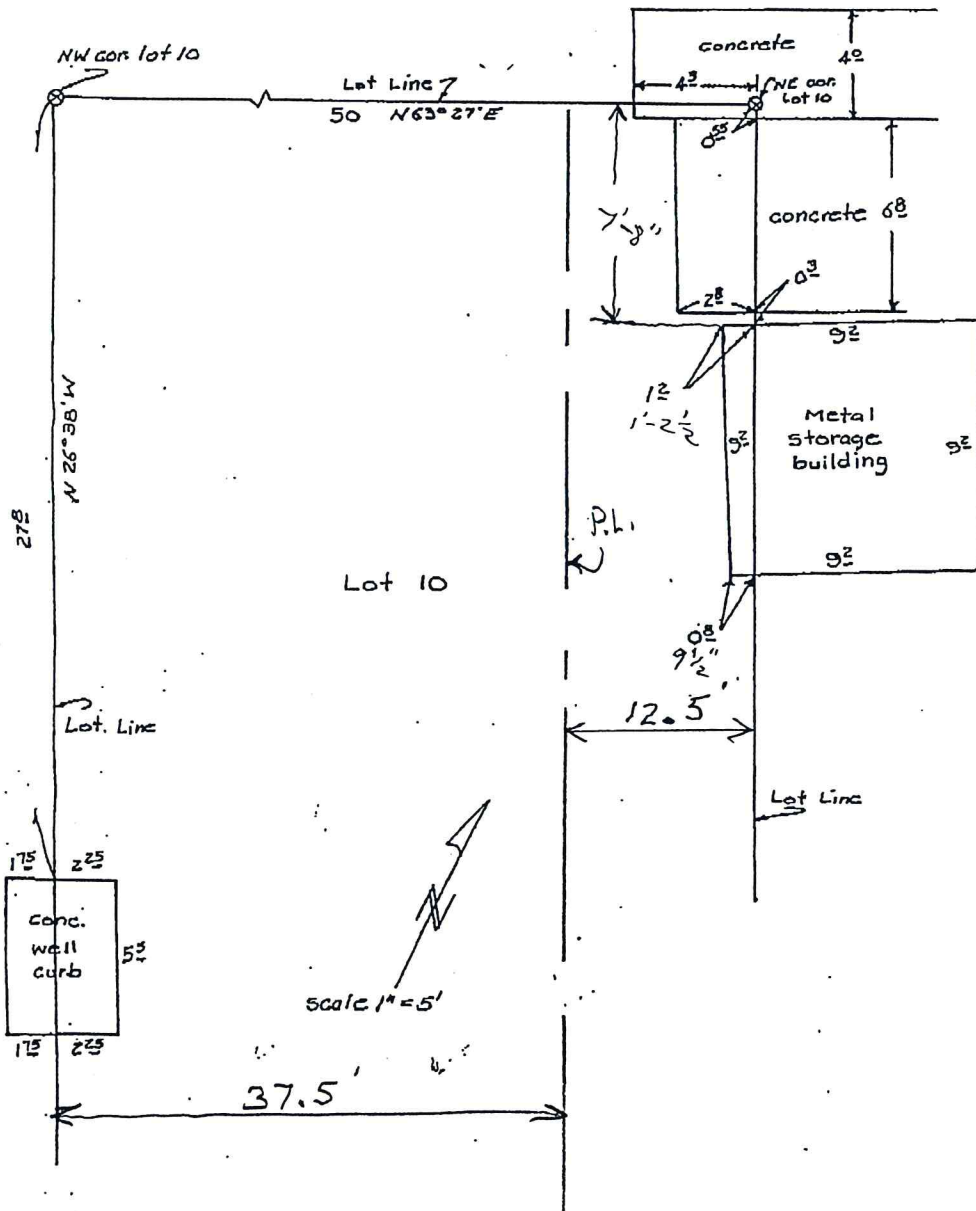 NW cor. lot 10
Lot Line
50 N63°27'E
concrete
4º
4³
NE cor.
lot 10
0⁵⁵
7'-8"
concrete 6⁸
0³
2⁸
9²
1²
1'-2½
Metal
storage
building
9²
9²
N 26°38'W
27⁸
P.L.
Lot 10
9²
0⁸
9½"
12.5'
Lot. Line
Lot Line
1⁷⁵ 2²⁵
conc.
well
curb
5⁵
1⁷⁵ 2²⁵
N
scale 1"=5'
37.5'